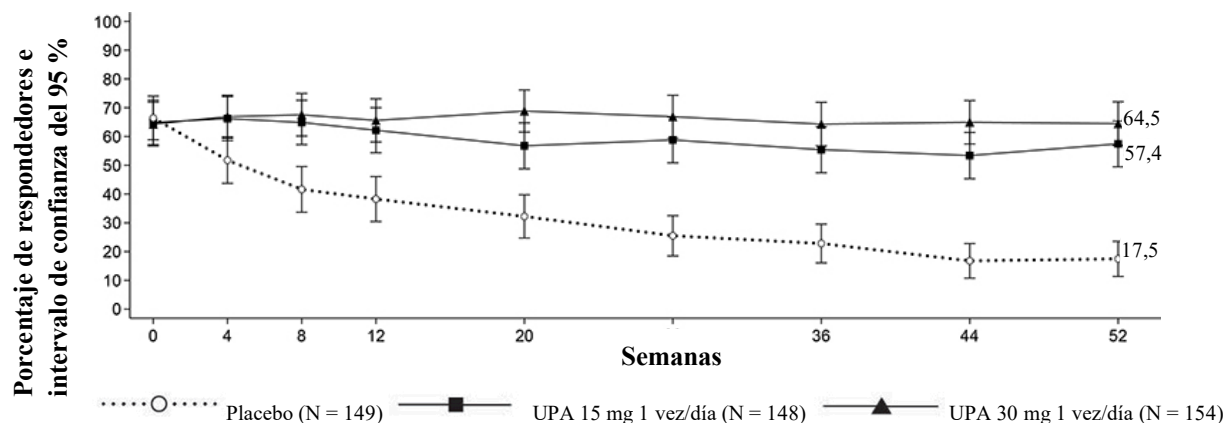 Porcentaje de respondedores e
intervalo de confianza del 95 %
100
90
80
70
60
50
40
30
20
10
0
64,5
57,4
17,5
0 4 8 12 20 36 44 52
Semanas
Placebo (N = 149) UPA 15 mg 1 vez/día (N = 148) UPA 30 mg 1 vez/día (N = 154)